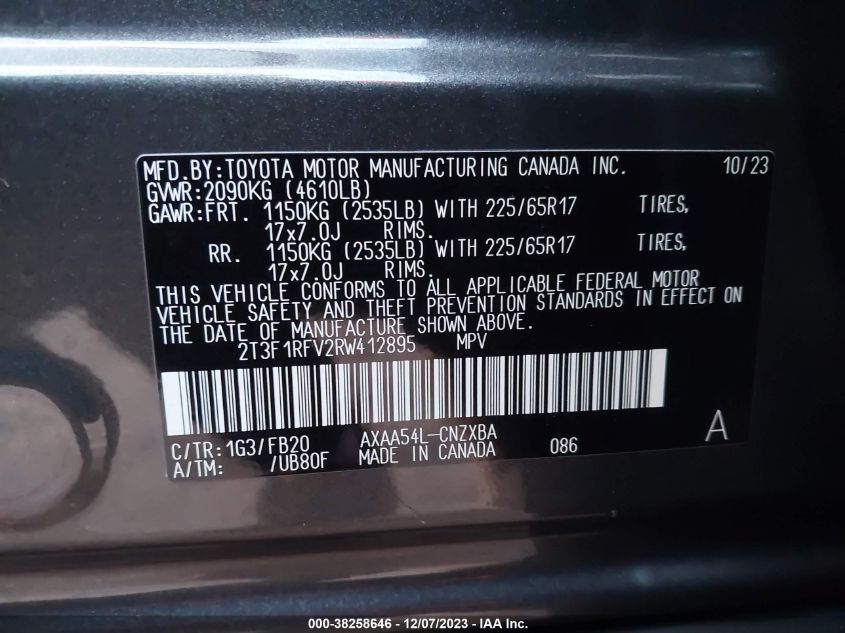 MFD.BY:TOYOTA MOTOR MANUFACTURING CANADA INC. 10/23
GVWR:2090KG (4610LB)
GAWR:FRT. 1150KG (2535LB) WITH 225/65R17 TIRES,
17x7.0J RIMS.
RR. 1150KG (2535LB) WITH 225/65R17 TIRES,
17x7.0J RIMS.
THIS VEHICLE CONFORMS TO ALL APPLICABLE FEDERAL MOTOR
VEHICLE SAFETY AND THEFT PREVENTION STANDARDS IN EFFECT ON
THE DATE OF MANUFACTURE SHOWN ABOVE.
2T3F1RFV2RW412895 MPV
C/TR: 1G3/FB20 AXAA54L-CNZXBA 086 A
A/TM: /UB80F MADE IN CANADA
000-38258646 - 12/07/2023 - © IAA Inc.